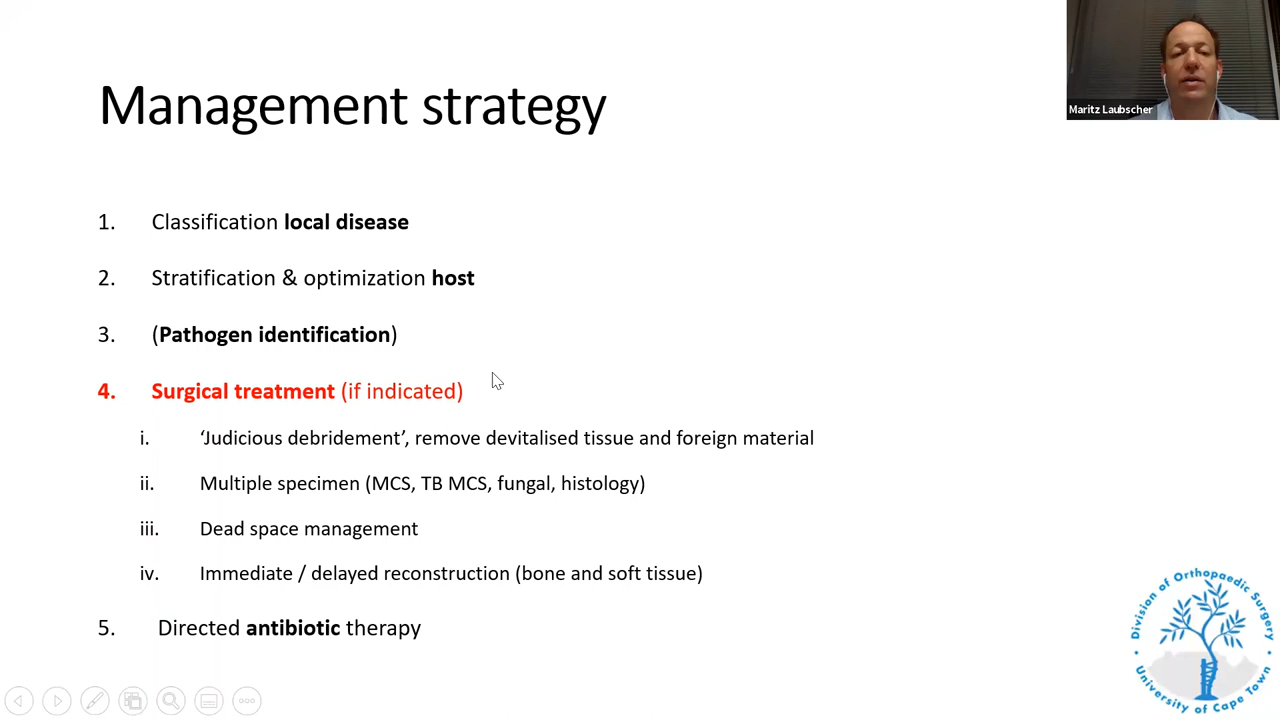 Maritz Laubscher
Management strategy
1. Classification local disease
2. Stratification & optimization host
3. (Pathogen identification)
4. Surgical treatment (if indicated)
i. ‘Judicious debridement’, remove devitalised tissue and foreign material
ii. Multiple specimen (MCS, TB MCS, fungal, histology)
iii. Dead space management
iv. Immediate / delayed reconstruction (bone and soft tissue)
5. Directed antibiotic therapy
Division of Orthopaedic Surgery
• University of Cape Town •